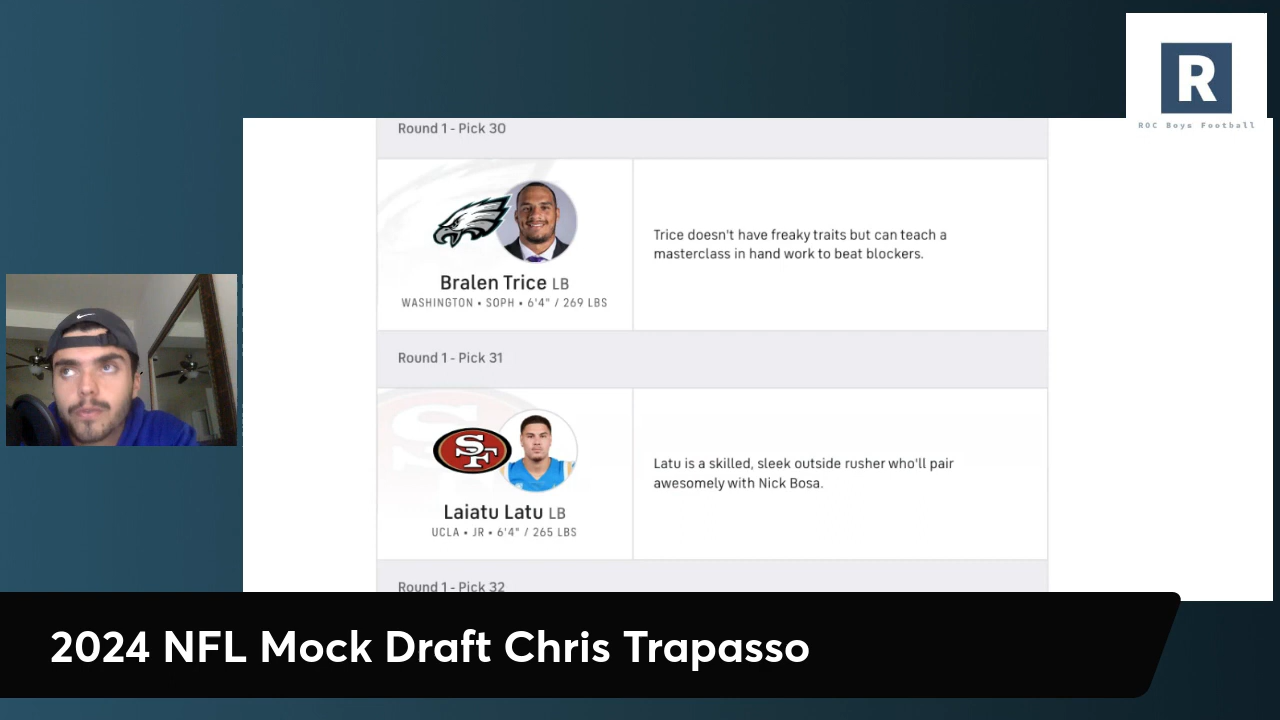 R
ROC Boys Football
Round 1 - Pick 30
Bralen Trice LB
WASHINGTON • SOPH • 6'4" / 269 LBS
Trice doesn't have freaky traits but can teach a
masterclass in hand work to beat blockers.
Round 1 - Pick 31
SF
Laiatu Latu LB
UCLA • JR • 6'4" / 265 LBS
Latu is a skilled, sleek outside rusher who'll pair
awesomely with Nick Bosa.
Round 1 - Pick 32
2024 NFL Mock Draft Chris Trapasso